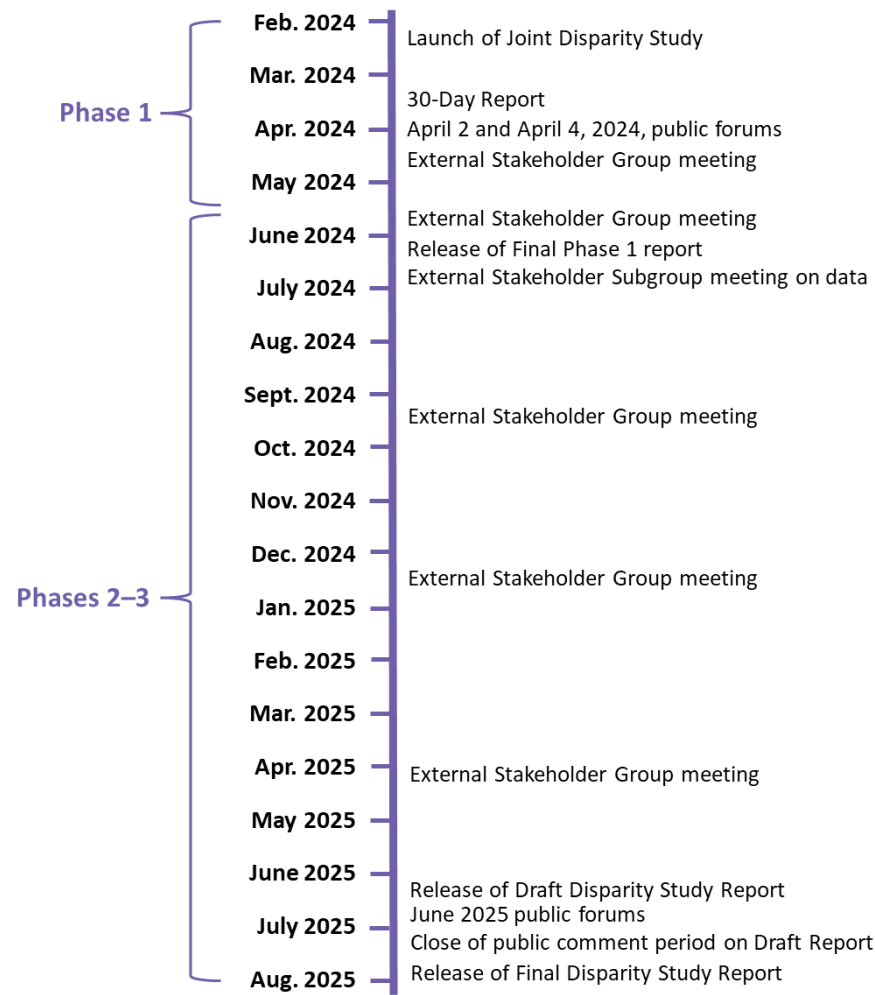 Feb. 2024
Launch of Joint Disparity Study
Mar. 2024
Phase 1
30-Day Report
Apr. 2024
April 2 and April 4, 2024, public forums
External Stakeholder Group meeting
May 2024
External Stakeholder Group meeting
June 2024
Release of Final Phase 1 report
External Stakeholder Subgroup meeting on data
July 2024
Aug. 2024
Sept. 2024
External Stakeholder Group meeting
Oct. 2024
Nov. 2024
Dec. 2024
External Stakeholder Group meeting
Phases 2–3
Jan. 2025
Feb. 2025
Mar. 2025
Apr. 2025
External Stakeholder Group meeting
May 2025
June 2025
Release of Draft Disparity Study Report
June 2025 public forums
July 2025
Close of public comment period on Draft Report
Release of Final Disparity Study Report
Aug. 2025